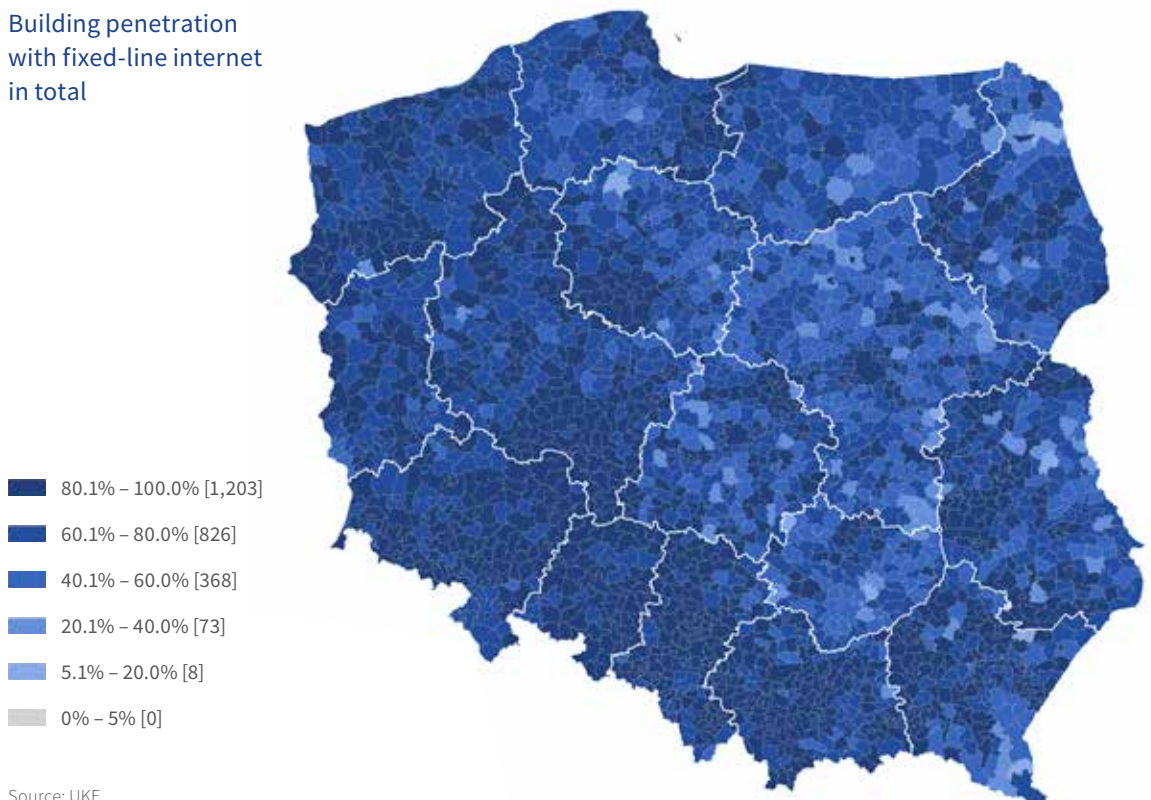 Building penetration
with fixed-line internet
in total
80.1% – 100.0% [1,203]
60.1% – 80.0% [826]
40.1% – 60.0% [368]
20.1% – 40.0% [73]
5.1% – 20.0% [8]
0% – 5% [0]
Source: UKE